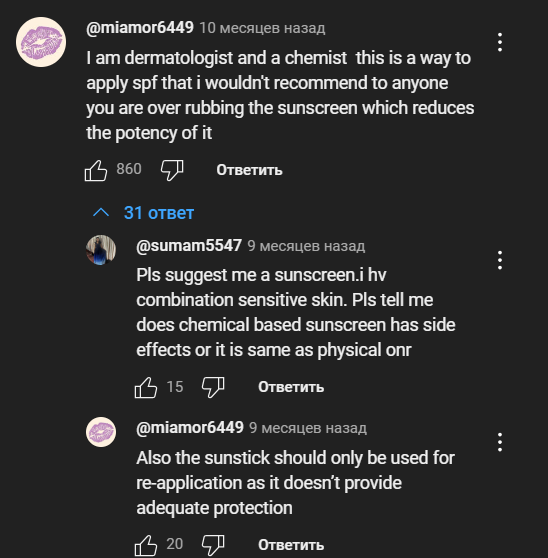 @miamor6449 10 месяцев назад
I am dermatologist and a chemist this is a way to
apply spf that i wouldn't recommend to anyone
you are over rubbing the sunscreen which reduces
the potency of it
860 Ответить
31 ответ
@sumam5547 9 месяцев назад
Pls suggest me a sunscreen.i hv
combination sensitive skin. Pls tell me
does chemical based sunscreen has side
effects or it is same as physical onr
15 Ответить
@miamor6449 9 месяцев назад
Also the sunstick should only be used for
re-application as it doesn't provide
adequate protection
20 Ответить